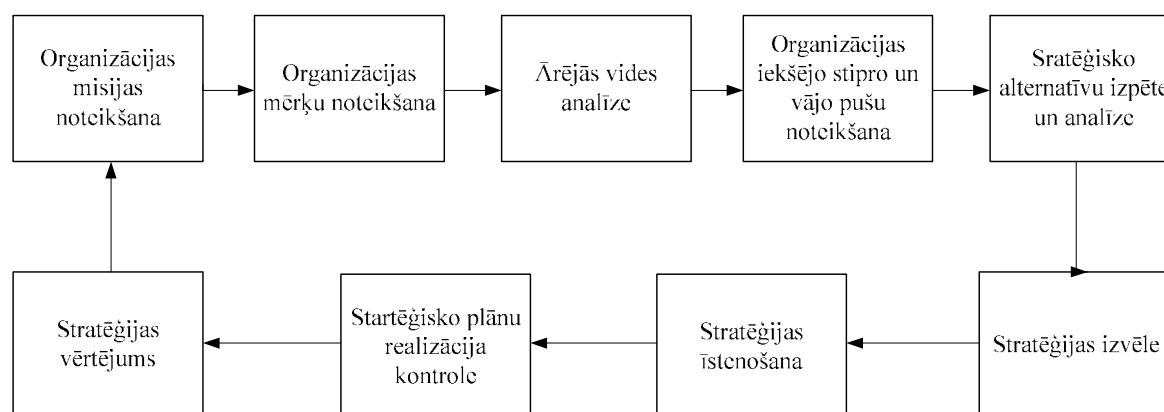 Organizācijas
misijas
noteikšana
Organizācijas
mērķu noteikšana
Ārējās vides
analīze
Organizācijas
iekšējo stipro un
vājo pušu
noteikšana
Sratēģisko
alternatīvu izpēte
un analīze
Stratēģijas
vērtējums
Startēģisko plānu
realizācija
kontrole
Stratēģijas
īstenošana
Stratēģijas izvēle